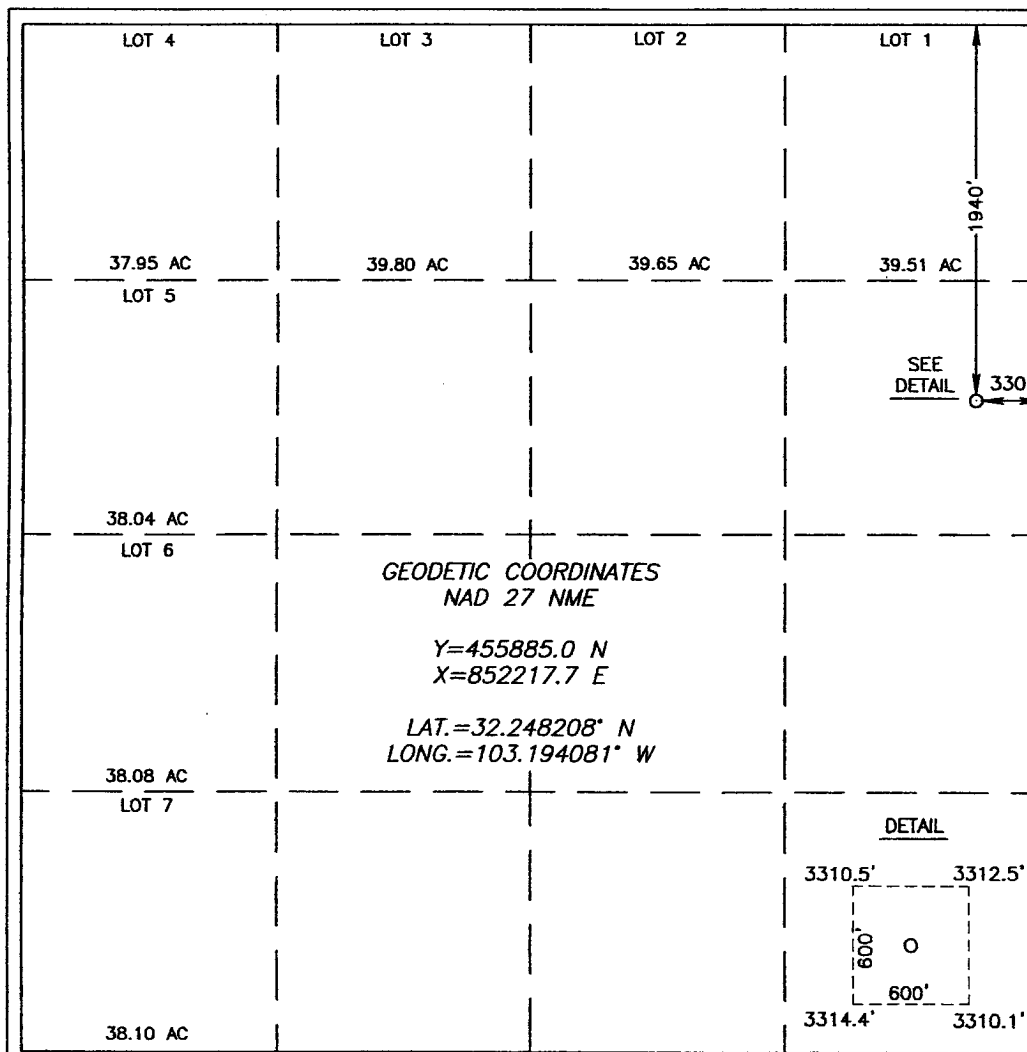 LOT 4
LOT 3
LOT 2
LOT 1
1940'
37.95 AC
39.80 AC
39.65 AC
39.51 AC
LOT 5
SEE
DETAIL
330
38.04 AC
LOT 6
GEODETIC COORDINATES
NAD 27 NME
Y=455885.0 N
X=852217.7 E
LAT.=32.248208° N
LONG.=103.194081° W
38.08 AC
LOT 7
DETAIL
3310.5'
3312.5'
600'
600'
3314.4'
3310.1'
38.10 AC